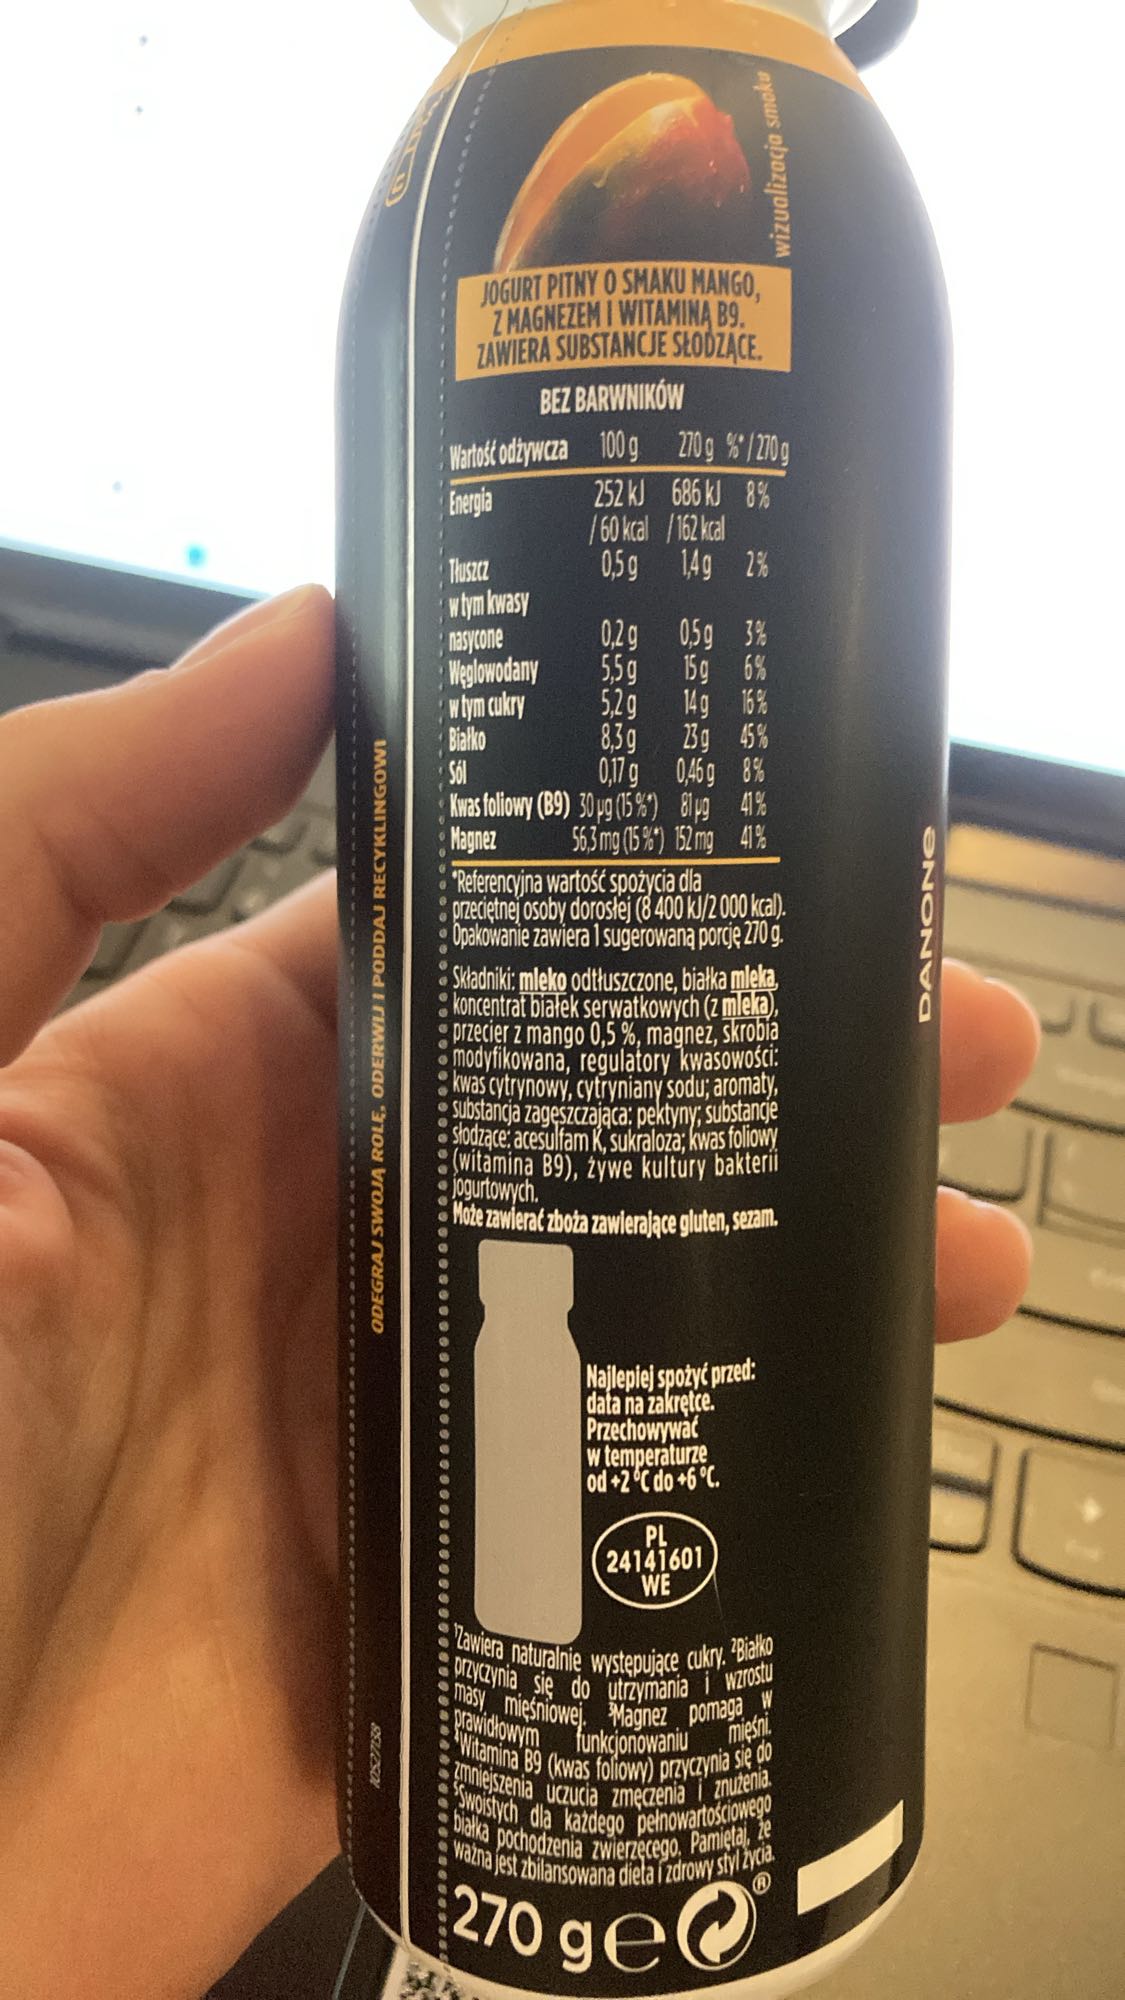 wizualizacja smaku
JOGURT PITNY O SMAKU MANGO,
Z MAGNEZEM I WITAMINĄ B9.
ZAWIERA SUBSTANCJE SŁODZĄCE.
BEZ BARWNIKÓW
Wartość odżywcza 100 g 270 g %*/270 g
Energia 252 kJ 686 kJ 8%
/60 kcal /162 kcal
Tłuszcz 0,5 g 1,4 g 2%
w tym kwasy
nasycone 0,2 g 0,5 g 3%
Węglowodany 5,5 g 15 g 6%
w tym cukry 5,2 g 14 g 16%
Białko 8,3 g 23 g 45%
Sól 0,17 g 0,46 g 8%
Kwas foliowy (B9) 30 µg (15%*) 81 µg 41%
Magnez 56,3 mg (15%*) 152 mg 41%
*Referencyjna wartość spożycia dla
przeciętnej osoby dorosłej (8 400 kJ/2 000 kcal).
Opakowanie zawiera 1 sugerowaną porcję 270 g.
Składniki: mleko odtłuszczone, białka mleka,
koncentrat białek serwatkowych (z mleka),
przecier z mango 0,5 %, magnez, skrobia
modyfikowana, regulatory kwasowości:
kwas cytrynowy, cytryniany sodu; aromaty,
substancja zagęszczająca: pektyny; substancje
słodzące: acesulfam K, sukraloza; kwas foliowy
(witamina B9), żywe kultury bakterii
jogurtowych.
Może zawierać zboża zawierające gluten, sezam.
Najlepiej spożyć przed:
data na zakrętce.
Przechowywać
w temperaturze
od +2 °C do +6 °C.
PL
24141601
WE
¹Zawiera naturalnie występujące cukry. ²Białko
przyczynia się do utrzymania i wzrostu
masy mięśniowej. ³Magnez pomaga w
prawidłowym funkcjonowaniu mięśni.
⁴Witamina B9 (kwas foliowy) przyczynia się do
zmniejszenia uczucia zmęczenia i znużenia.
⁵Swoistych dla każdego pełnowartościowego
białka pochodzenia zwierzęcego. Pamiętaj, że
ważna jest zbilansowana dieta i zdrowy styl życia.
270 g e
®
ODEGRAJ SWOJĄ ROLĘ, ODERWIJ I PODDAJ RECYKLINGOWI
DANONE